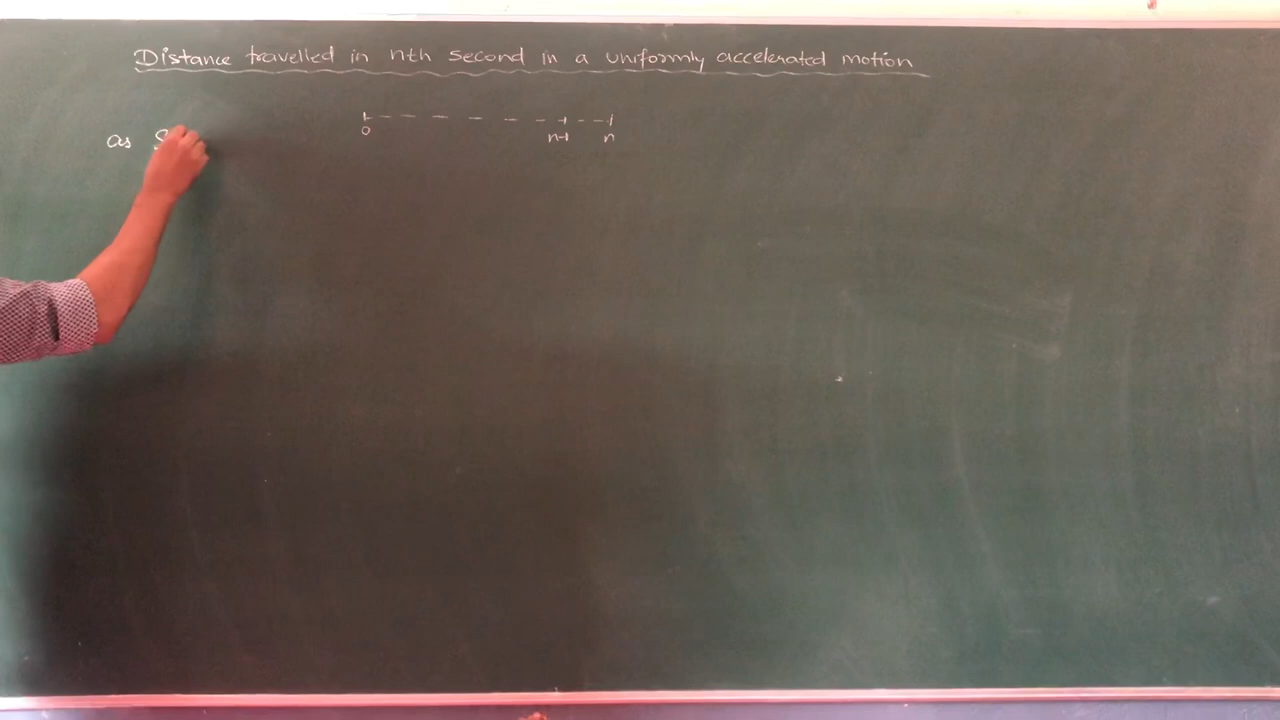 Distance travelled in nth second in a uniformly accelerated motion
0 n-1 n
as S